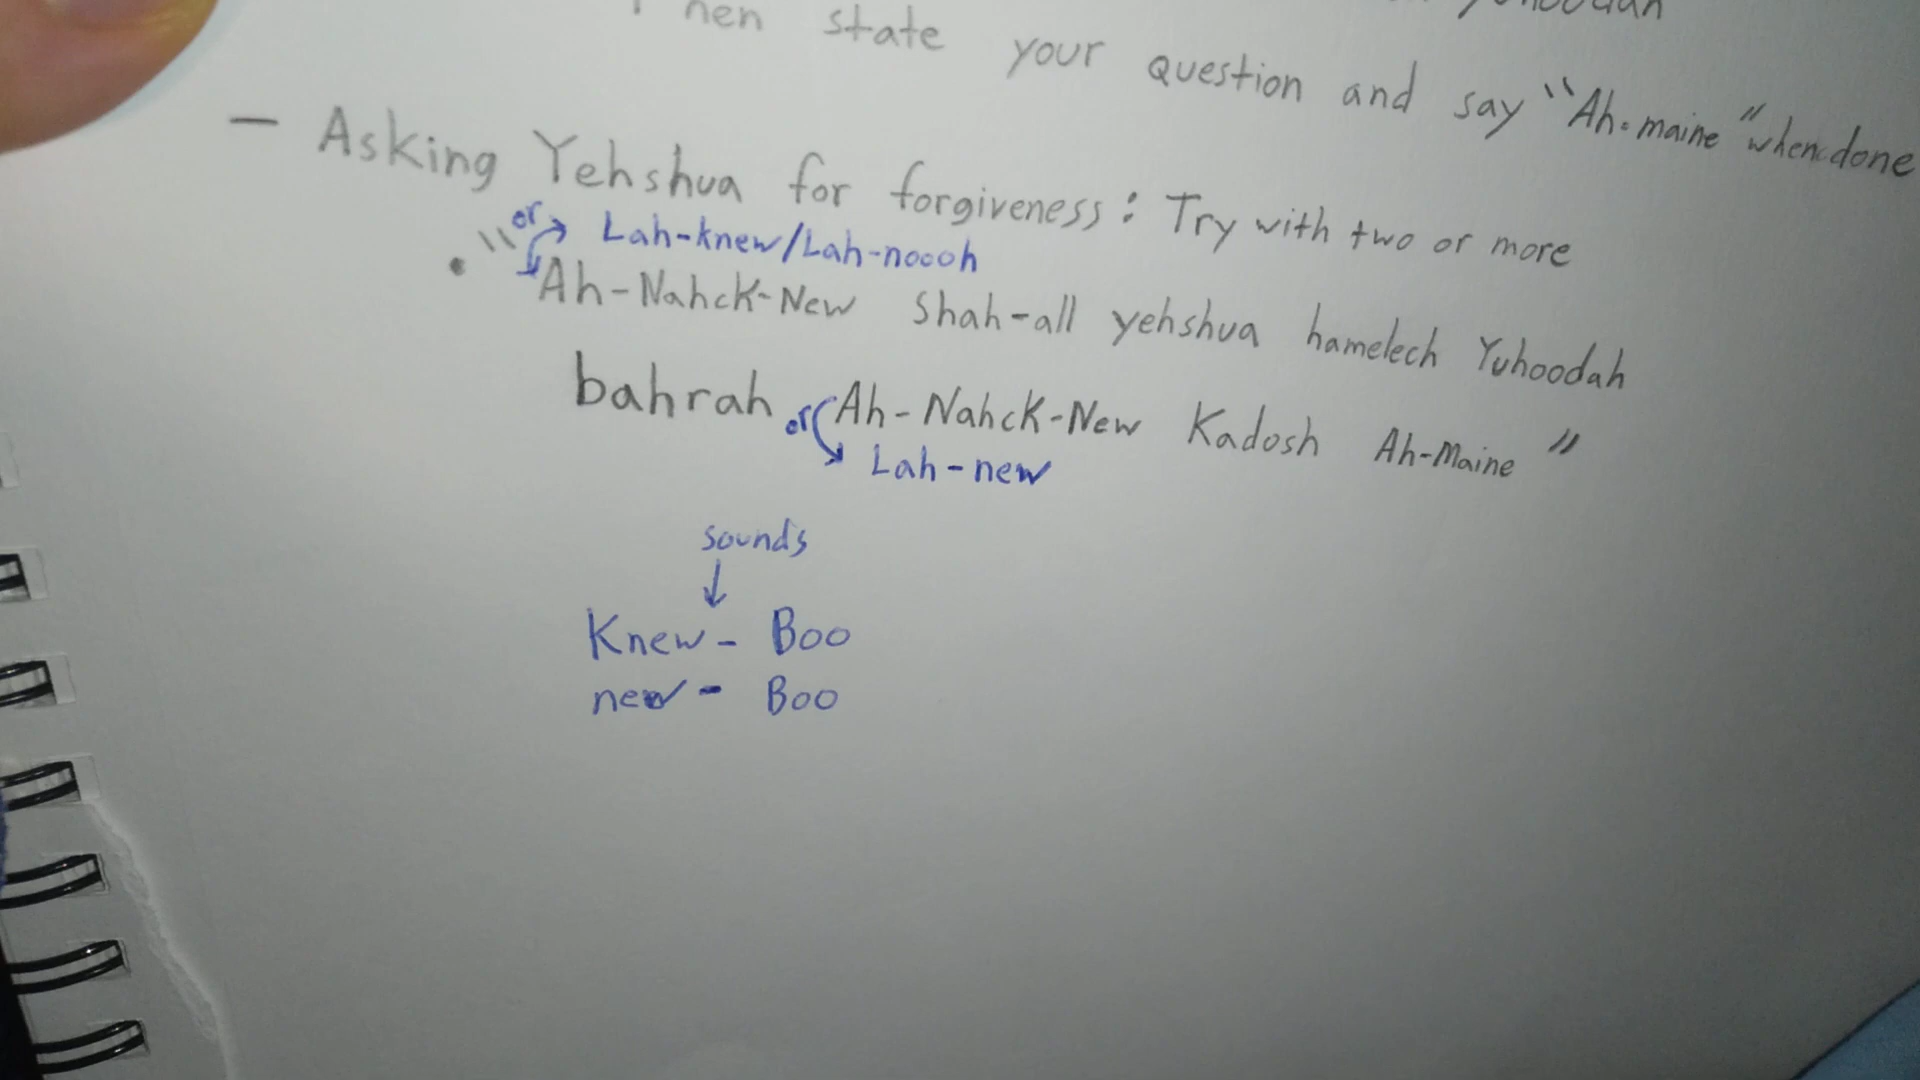 state your question and say "Ah-maine" when done
- Asking Yehshua for forgiveness: Try with two or more
or Lah-knew/Lah-noooh
• "Ah-Nahck-New Shah-all yehshua hamelech Yuhoodah
bahrah or Ah-Nahck-New Kadosh Ah-Maine"
Lah-new
sounds
↓
Knew - Boo
new - Boo